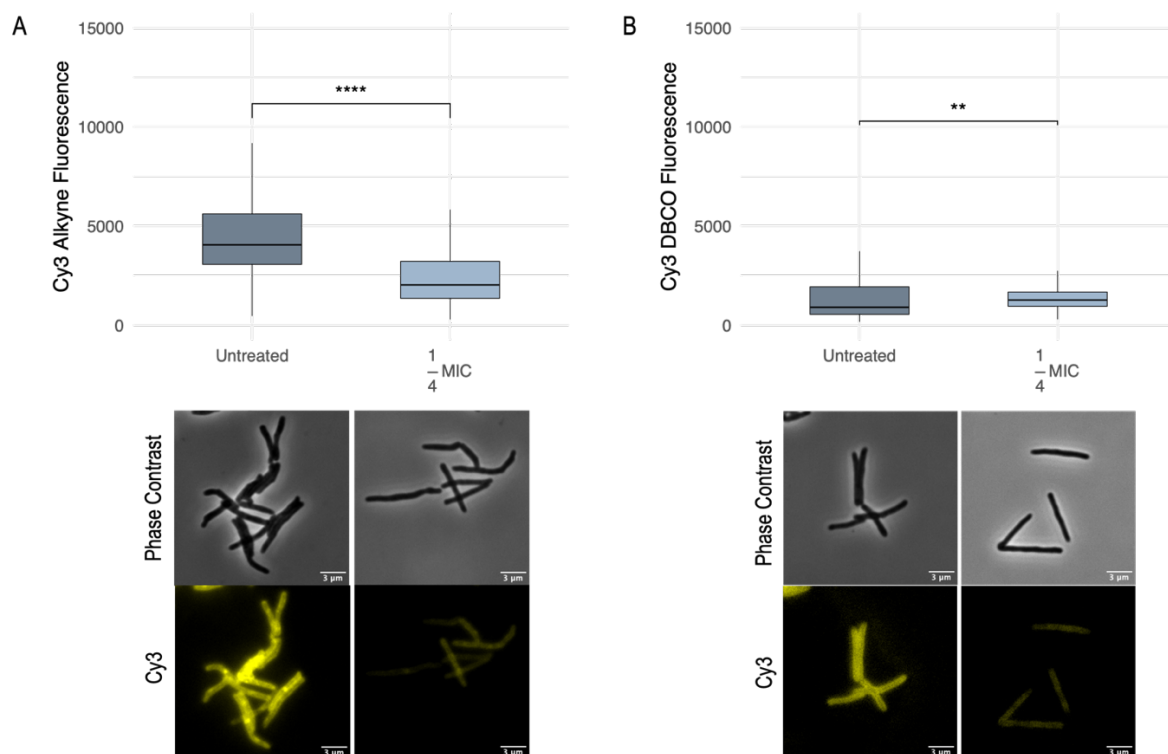 A
15000
10000
5000
0
Cy3 Alkyne Fluorescence
****
Untreated
1
–MIC
4
Phase Contrast
3 µm
3 µm
Cy3
3 µm
3 µm
B
15000
10000
5000
0
Cy3 DBCO Fluorescence
**
Untreated
1
–MIC
4
Phase Contrast
3 µm
3 µm
Cy3
3 µm
3 µm